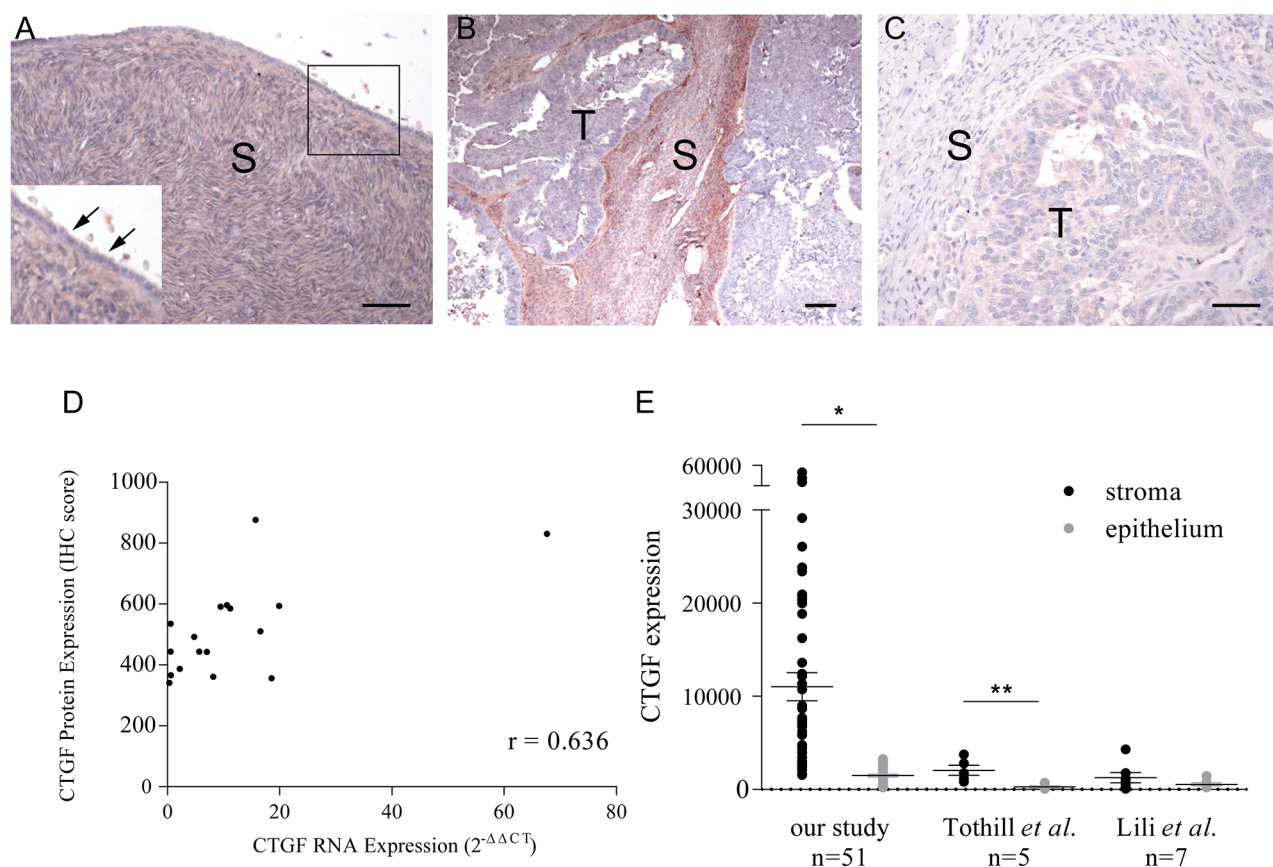 A
B
C
S
T
S
S
T
D
CTGF Protein Expression (IHC score)
1000
800
600
400
200
0
0 20 40 60 80
r = 0.636
CTGF RNA Expression (2^-ΔΔCT)
E
CTGF expression
60000
30000
20000
10000
0
*
**
stroma
epithelium
our study Tothill et al. Lili et al.
n=51 n=5 n=7